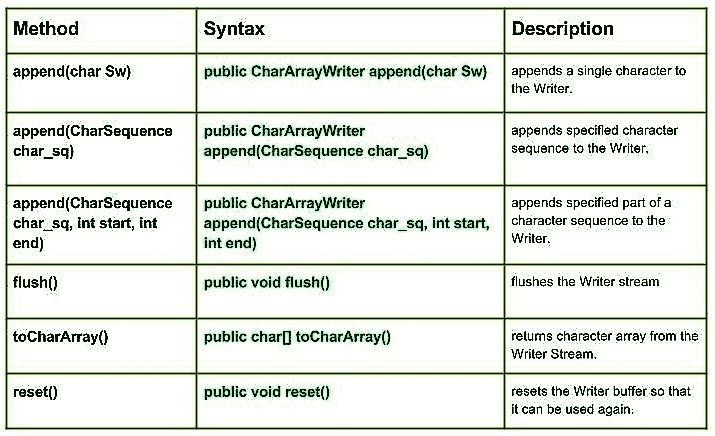 Method
Syntax
Description
append(char Sw)
public CharArrayWriter append(char Sw)
appends a single character to
the Writer.
append(CharSequence
char_sq)
public CharArrayWriter
append(CharSequence char_sq)
appends specified character
sequence to the Writer.
append(CharSequence
char_sq, int start, int
end)
public CharArrayWriter
append(CharSequence char_sq, int start,
int end)
appends specified part of a
character sequence to the
Writer.
flush()
public void flush()
flushes the Writer stream
toCharArray()
public char[] toCharArray()
returns character array from the
Writer Stream.
reset()
public void reset()
resets the Writer buffer so that
it can be used again.